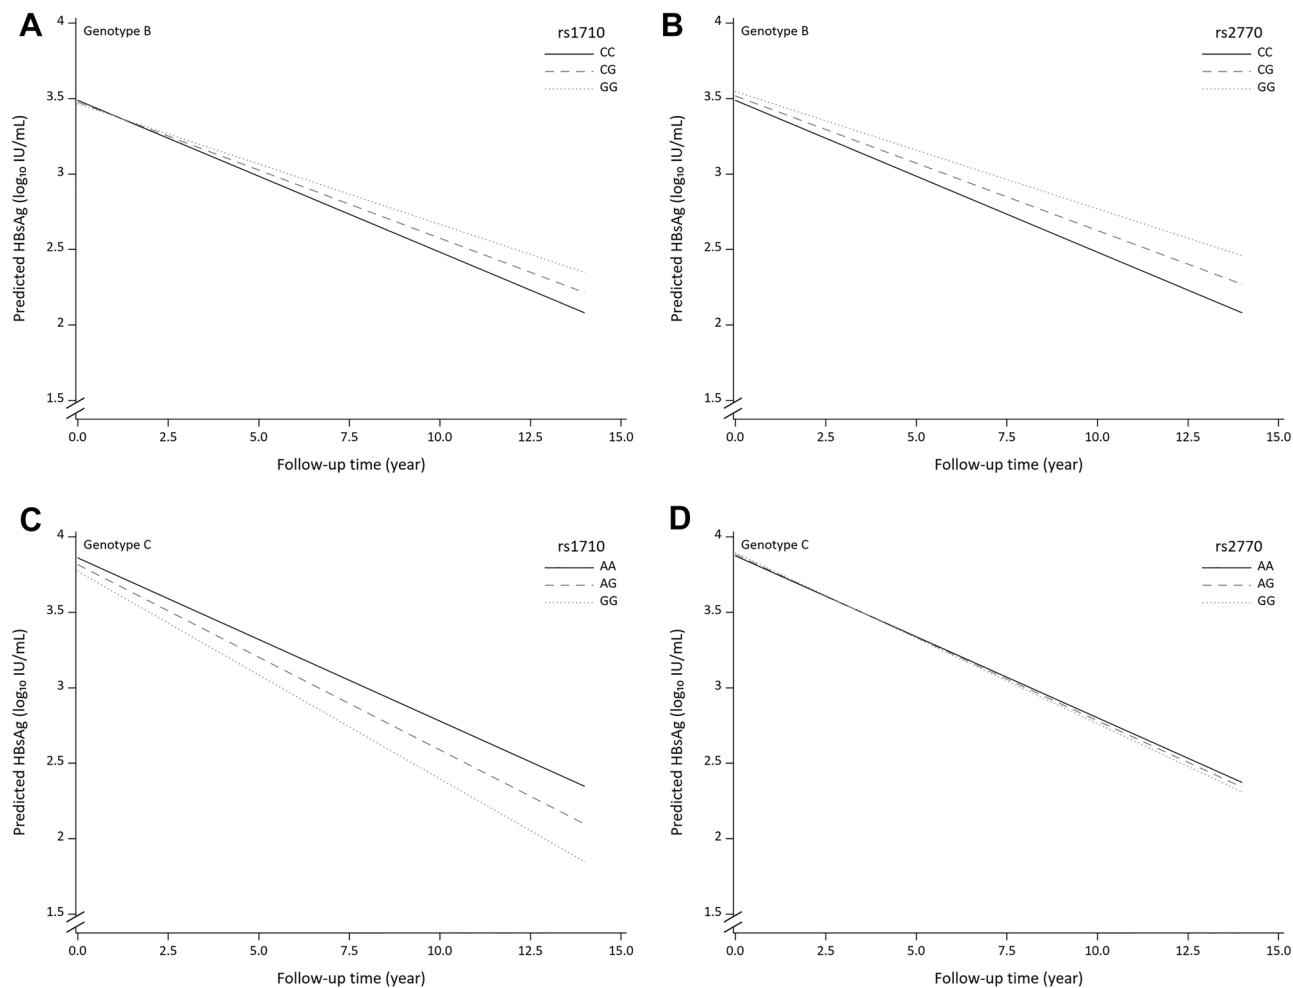 A
Genotype B
rs1710
CC
CG
GG
Predicted HBsAg (log₁₀ IU/mL)
4
3.5
3
2.5
2
1.5
0.0 2.5 5.0 7.5 10.0 12.5 15.0
Follow-up time (year)
B
Genotype B
rs2770
CC
CG
GG
Predicted HBsAg (log₁₀ IU/mL)
4
3.5
3
2.5
2
1.5
0.0 2.5 5.0 7.5 10.0 12.5 15.0
Follow-up time (year)
C
Genotype C
rs1710
AA
AG
GG
Predicted HBsAg (log₁₀ IU/mL)
4
3.5
3
2.5
2
1.5
0.0 2.5 5.0 7.5 10.0 12.5 15.0
Follow-up time (year)
D
Genotype C
rs2770
AA
AG
GG
Predicted HBsAg (log₁₀ IU/mL)
4
3.5
3
2.5
2
1.5
0.0 2.5 5.0 7.5 10.0 12.5 15.0
Follow-up time (year)